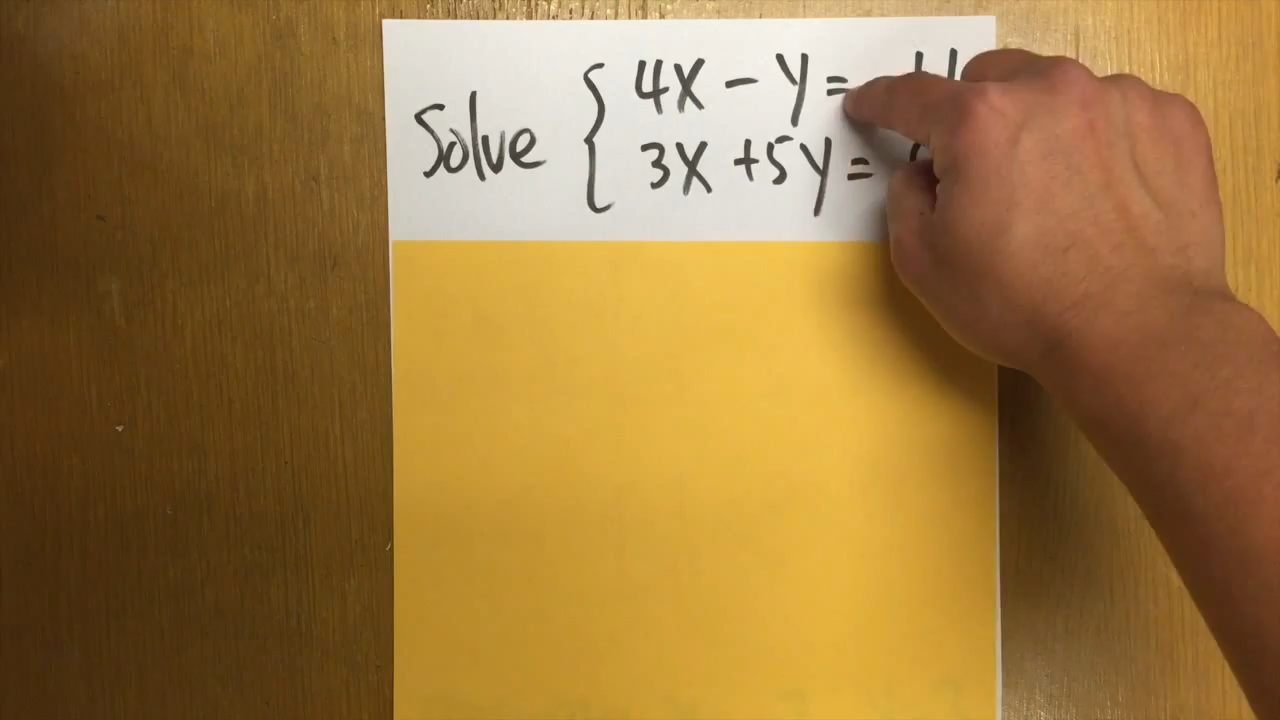 Solve { 4x - y =
3x + 5y =